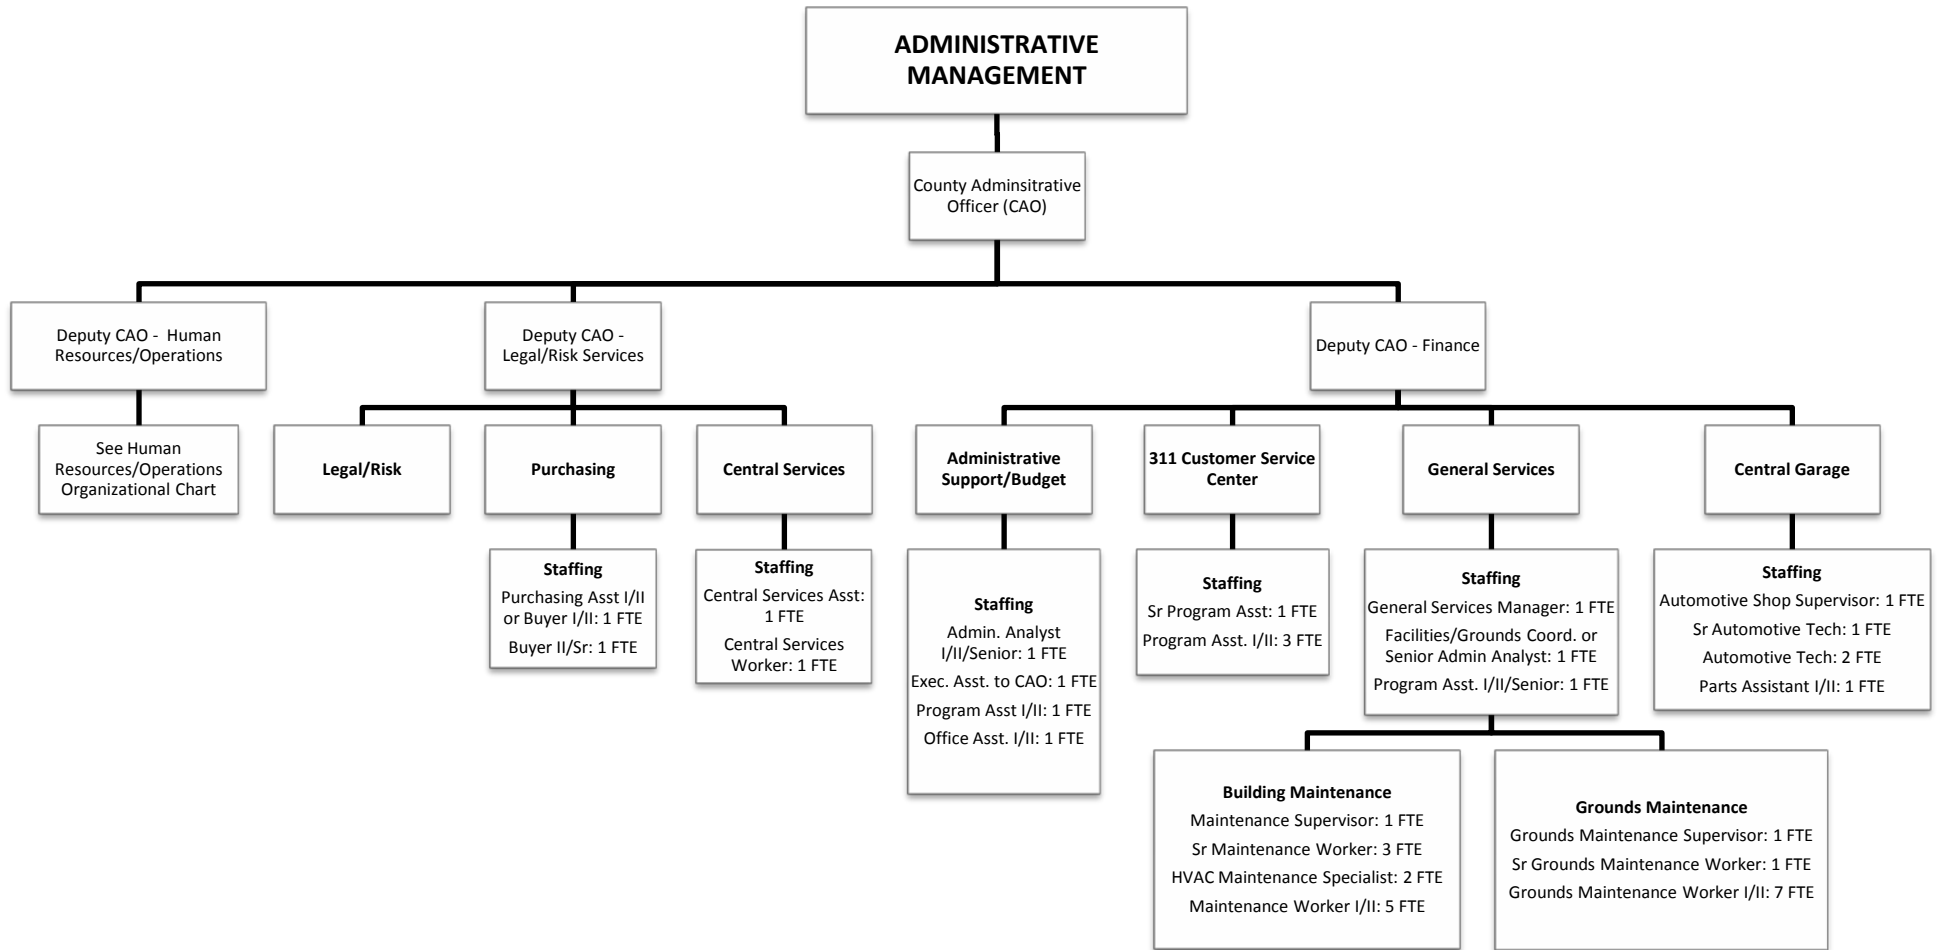 ADMINISTRATIVE
MANAGEMENT
County Adminsitrative
Officer (CAO)
Deputy CAO -  Human
Resources/Operations
Deputy CAO -
Legal/Risk Services
Deputy CAO - Finance
See Human
Resources/Operations
Organizational Chart
Legal/Risk
Purchasing
Central Services
Administrative
Support/Budget
311 Customer Service
Center
General Services
Central Garage
Staffing
Purchasing Asst I/II
or Buyer I/II: 1 FTE
Buyer II/Sr: 1 FTE
Staffing
Central Services Asst:
1 FTE
Central Services
Worker: 1 FTE
Staffing
Admin. Analyst
I/II/Senior: 1 FTE
Exec. Asst. to CAO: 1 FTE
Program Asst I/II: 1 FTE
Office Asst. I/II: 1 FTE
Staffing
Sr Program Asst: 1 FTE
Program Asst. I/II: 3 FTE
Staffing
General Services Manager: 1 FTE
Facilities/Grounds Coord. or
Senior Admin Analyst: 1 FTE
Program Asst. I/II/Senior: 1 FTE
Staffing
Automotive Shop Supervisor: 1 FTE
Sr Automotive Tech: 1 FTE
Automotive Tech: 2 FTE
Parts Assistant I/II: 1 FTE
Building Maintenance
Maintenance Supervisor: 1 FTE
Sr Maintenance Worker: 3 FTE
HVAC Maintenance Specialist: 2 FTE
Maintenance Worker I/II: 5 FTE
Grounds Maintenance
Grounds Maintenance Supervisor: 1 FTE
Sr Grounds Maintenance Worker: 1 FTE
Grounds Maintenance Worker I/II: 7 FTE